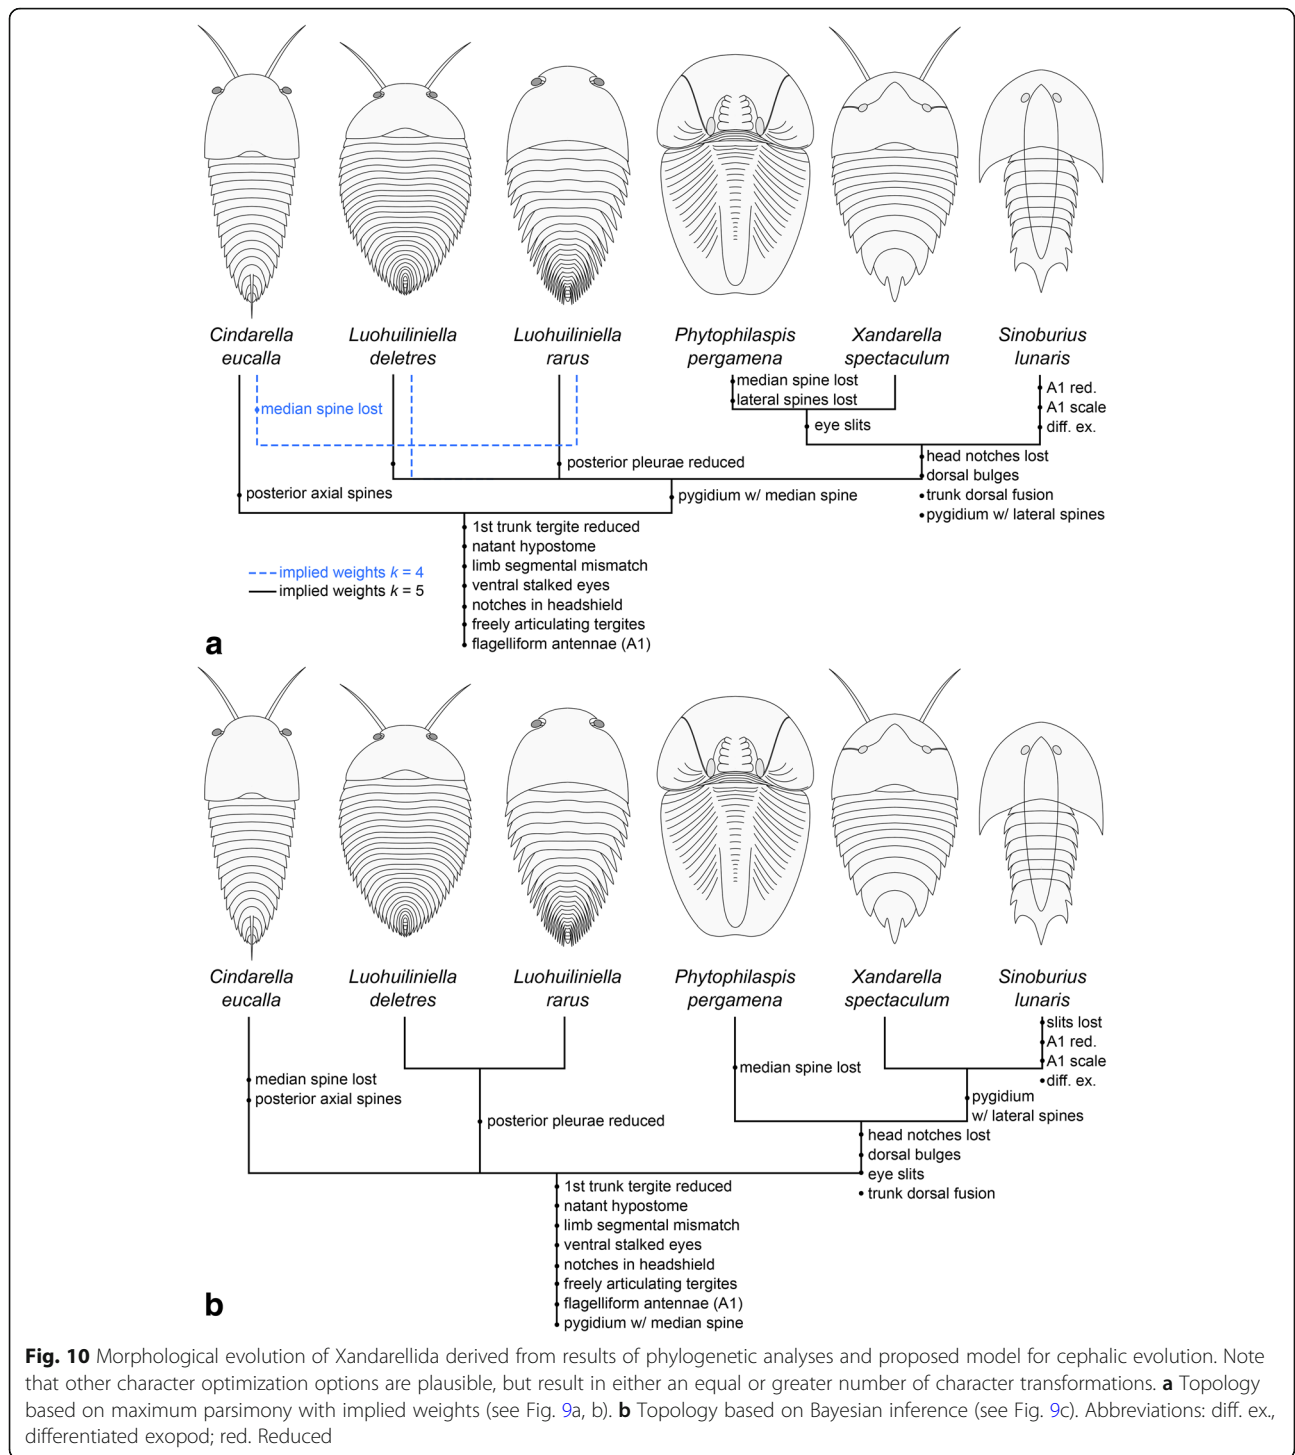 Cindarella
eucalla
Luohuiliniella
deletres
Luohuiliniella
rarus
Phytophilaspis
pergamena
Xandarella
spectaculum
Sinoburius
lunaris
median spine lost
median spine lost
lateral spines lost
eye slits
A1 red.
A1 scale
diff. ex.
posterior pleurae reduced
head notches lost
dorsal bulges
trunk dorsal fusion
pygidium w/ lateral spines
posterior axial spines
pygidium w/ median spine
1st trunk tergite reduced
natant hypostome
limb segmental mismatch
ventral stalked eyes
notches in headshield
freely articulating tergites
flagelliform antennae (A1)
implied weights k = 4
implied weights k = 5
a
Cindarella
eucalla
Luohuiliniella
deletres
Luohuiliniella
rarus
Phytophilaspis
pergamena
Xandarella
spectaculum
Sinoburius
lunaris
slits lost
A1 red.
A1 scale
diff. ex.
median spine lost
median spine lost
posterior axial spines
pygidium
w/ lateral spines
posterior pleurae reduced
head notches lost
dorsal bulges
eye slits
trunk dorsal fusion
1st trunk tergite reduced
natant hypostome
limb segmental mismatch
ventral stalked eyes
notches in headshield
freely articulating tergites
flagelliform antennae (A1)
pygidium w/ median spine
b
Fig. 10 Morphological evolution of Xandarellida derived from results of phylogenetic analyses and proposed model for cephalic evolution. Note
that other character optimization options are plausible, but result in either an equal or greater number of character transformations. a Topology
based on maximum parsimony with implied weights (see Fig. 9a, b). b Topology based on Bayesian inference (see Fig. 9c). Abbreviations: diff. ex.,
differentiated exopod; red. Reduced